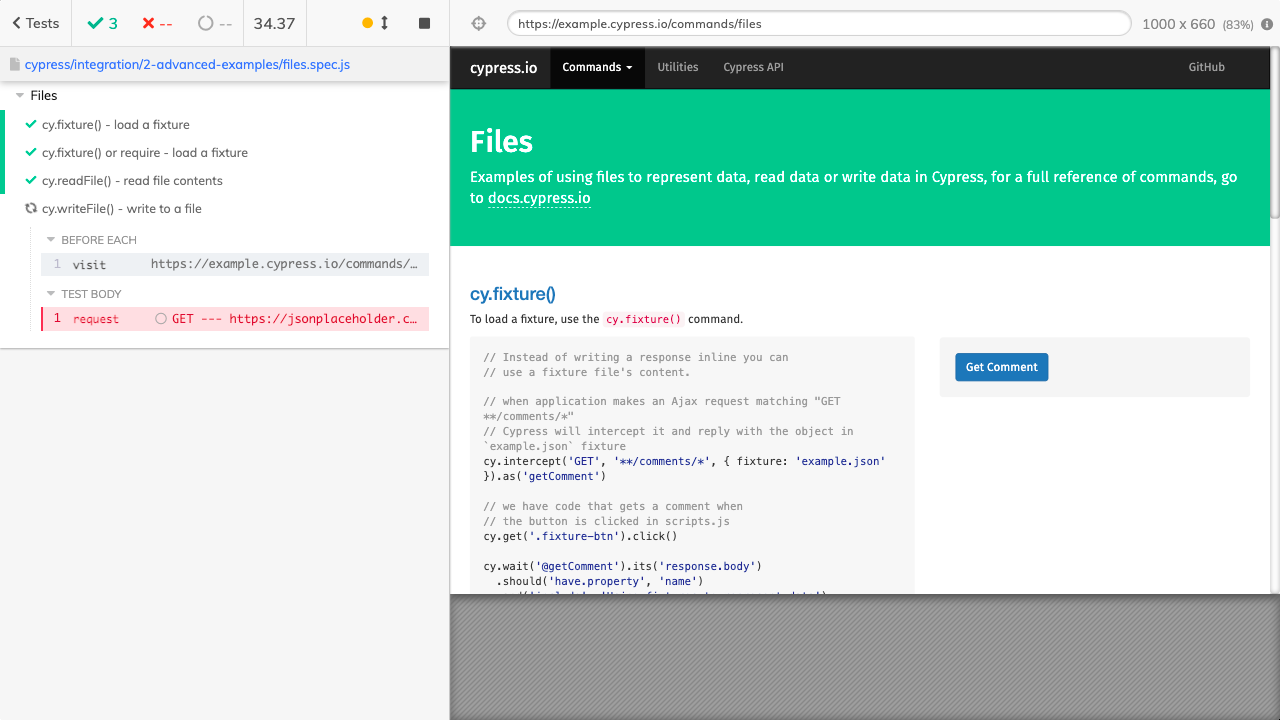 Tests
3
--
--
34.37
https://example.cypress.io/commands/files
1000 x 660 (83%)
cypress/integration/2-advanced-examples/files.spec.js
Files
cy.fixture() - load a fixture
cy.fixture() or require - load a fixture
cy.readFile() - read file contents
cy.writeFile() - write to a file
BEFORE EACH
1 visit https://example.cypress.io/commands/…
TEST BODY
1 request GET --- https://jsonplaceholder.c…
cypress.io
Commands
Utilities
Cypress API
GitHub
Files
Examples of using files to represent data, read data or write data in Cypress, for a full reference of commands, go
to docs.cypress.io
cy.fixture()
To load a fixture, use the cy.fixture() command.
// Instead of writing a response inline you can
// use a fixture file's content.
// when application makes an Ajax request matching "GET
**/comments/*"
// Cypress will intercept it and reply with the object in
`example.json` fixture
cy.intercept('GET', '**/comments/*', { fixture: 'example.json'
}).as('getComment')
// we have code that gets a comment when
// the button is clicked in scripts.js
cy.get('.fixture-btn').click()
cy.wait('@getComment').its('response.body')
.should('have.property', 'name')
Get Comment